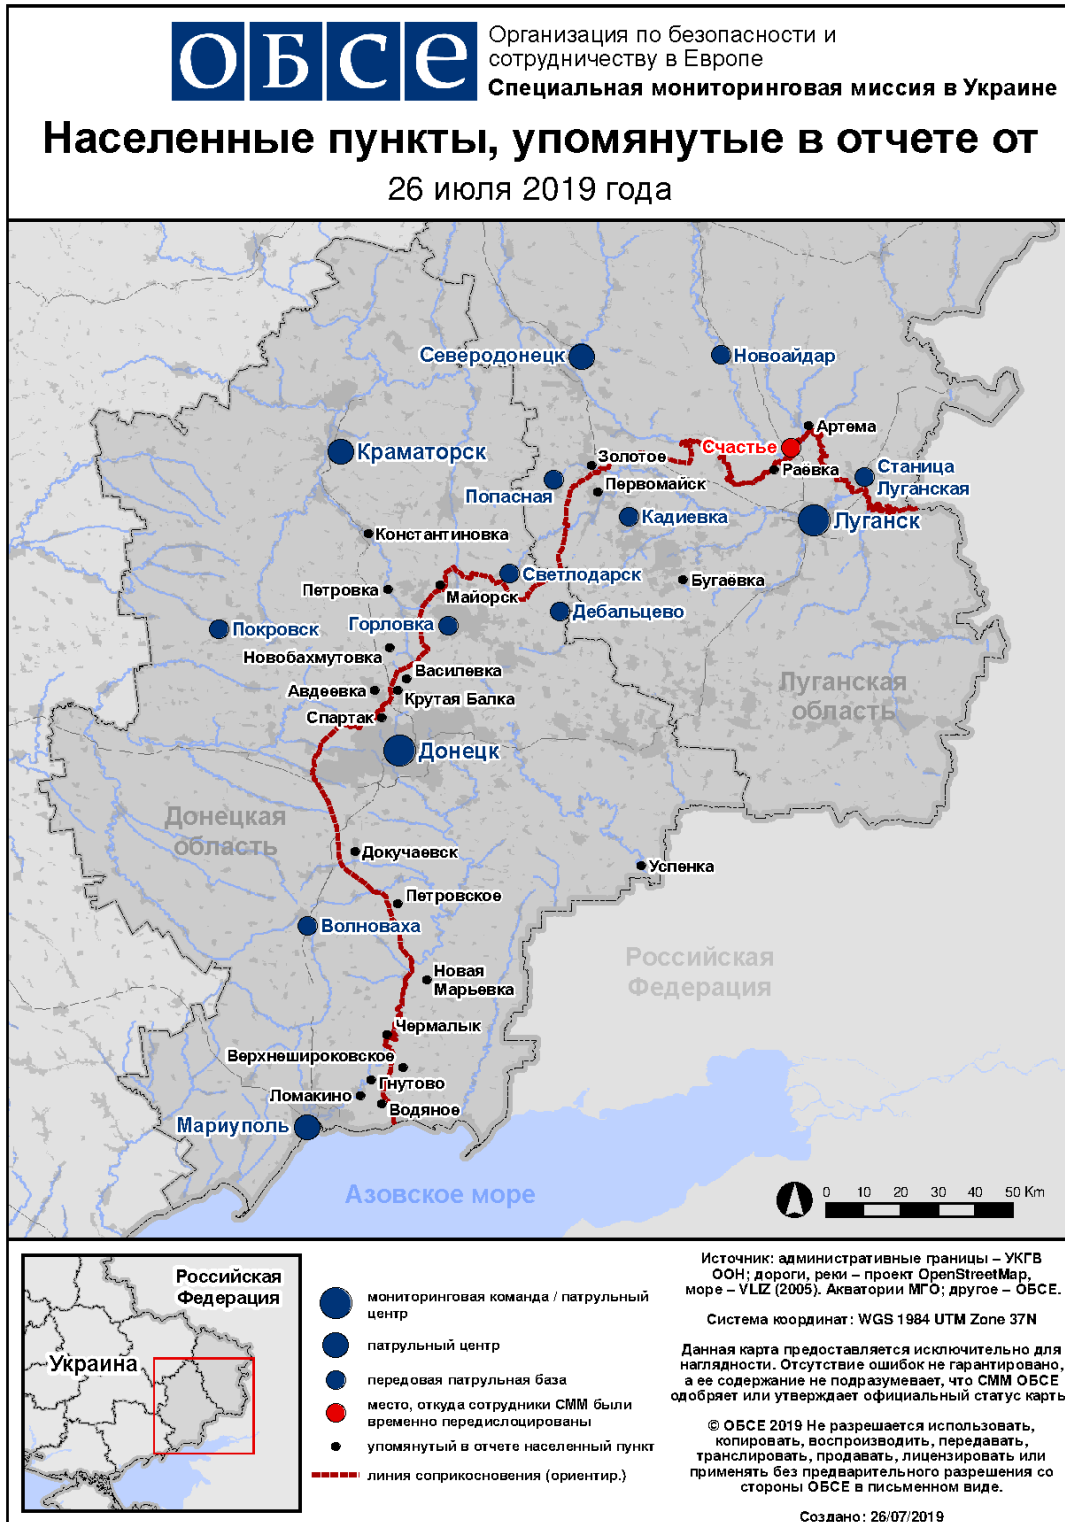 ОБСЕ
Организация по безопасности и
сотрудничеству в Европе
Специальная мониторинговая миссия в Украине
Населенные пункты, упомянутые в отчете от
26 июля 2019 года
Северодонецк
Новоайдар
Артема
Счастье
Краматорск
Золотое
Раёвка
Станица
Луганская
Попасная
Первомайск
Кадиевка
Луганск
Константиновка
Светлодарск
Бугаёвка
Петровка
Майорск
Дебальцево
Покровск
Горловка
Новобахмутовка
Василевка
Авдеевка
Крутая Балка
Луганская
область
Спартак
Донецк
Донецкая
область
Докучаевск
Успенка
Петровское
Волноваха
Российская
Федерация
Новая
Марьевка
Чермалык
Верхнешироковское
Гнутово
Ломакино
Водяное
Мариуполь
Азовское море
0 10 20 30 40 50 Km
Российская
Федерация
Украина
мониторинговая команда / патрульный
центр
патрульный центр
передовая патрульная база
место, откуда сотрудники СММ были
временно передислоцированы
упомянутый в отчете населенный пункт
линия соприкосновения (ориентир.)
Источник: административные границы – УКГВ
ООН; дороги, реки – проект OpenStreetMap,
море – VLIZ (2005). Акватории МГО; другое – ОБСЕ.
Система координат: WGS 1984 UTM Zone 37N
Данная карта предоставляется исключительно для
наглядности. Отсутствие ошибок не гарантировано,
а ее содержание не подразумевает, что СММ ОБСЕ
одобряет или утверждает официальный статус карты
© ОБСЕ 2019 Не разрешается использовать,
копировать, воспроизводить, передавать,
транслировать, продавать, лицензировать или
применять без предварительного разрешения со
стороны ОБСЕ в письменном виде.
Создано: 26/07/2019